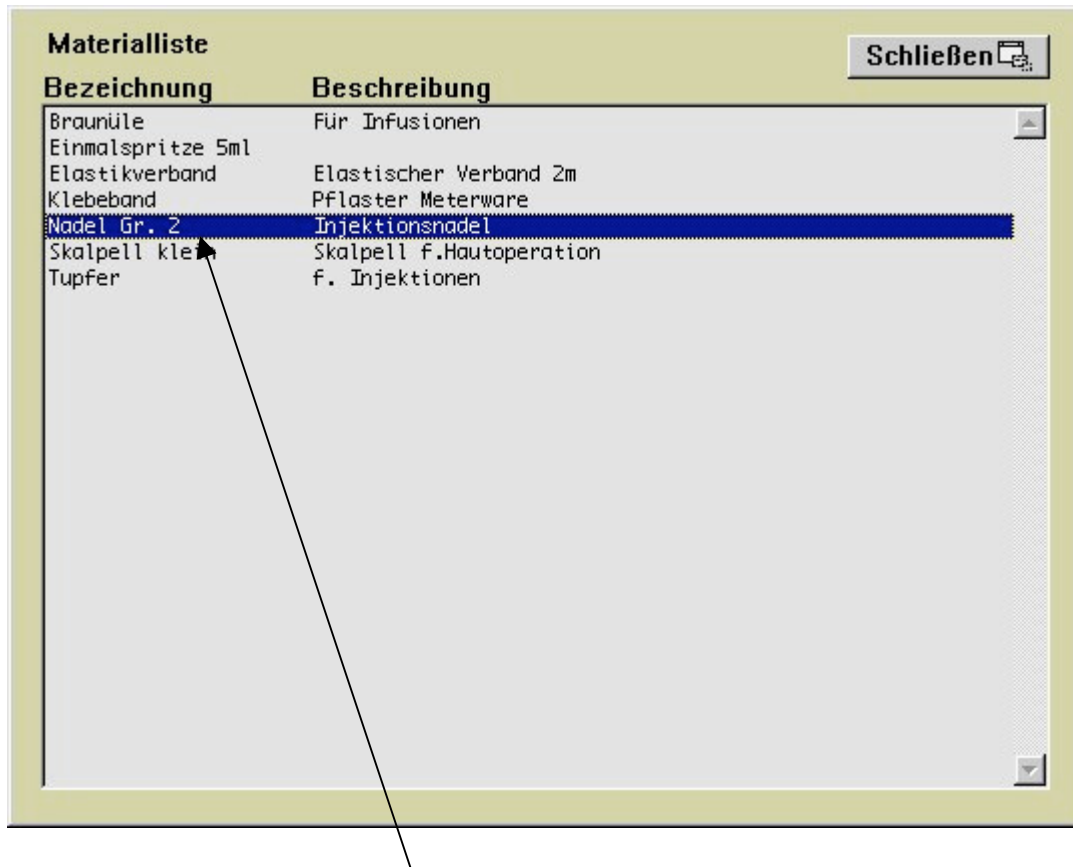 Materialliste
Schließen
Bezeichnung Beschreibung
Braunüle Für Infusionen
Einmalspritze 5ml
Elastikverband Elastischer Verband 2m
Klebeband Pflaster Meterware
Nadel Gr. 2 Injektionsnadel
Skalpell klein Skalpell f.Hautoperation
Tupfer f. Injektionen